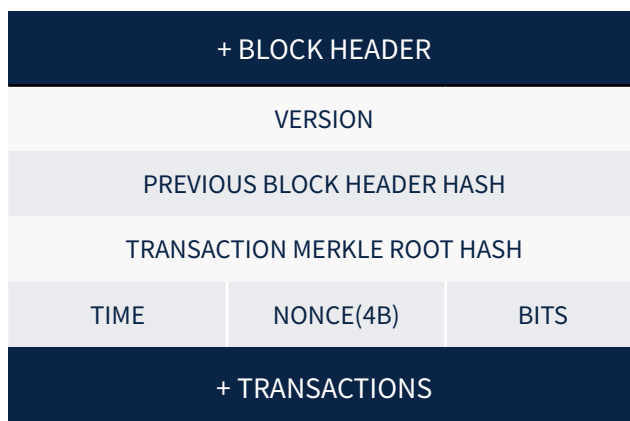 + BLOCK HEADER
VERSION
PREVIOUS BLOCK HEADER HASH
TRANSACTION MERKLE ROOT HASH
TIME NONCE(4B) BITS
+ TRANSACTIONS